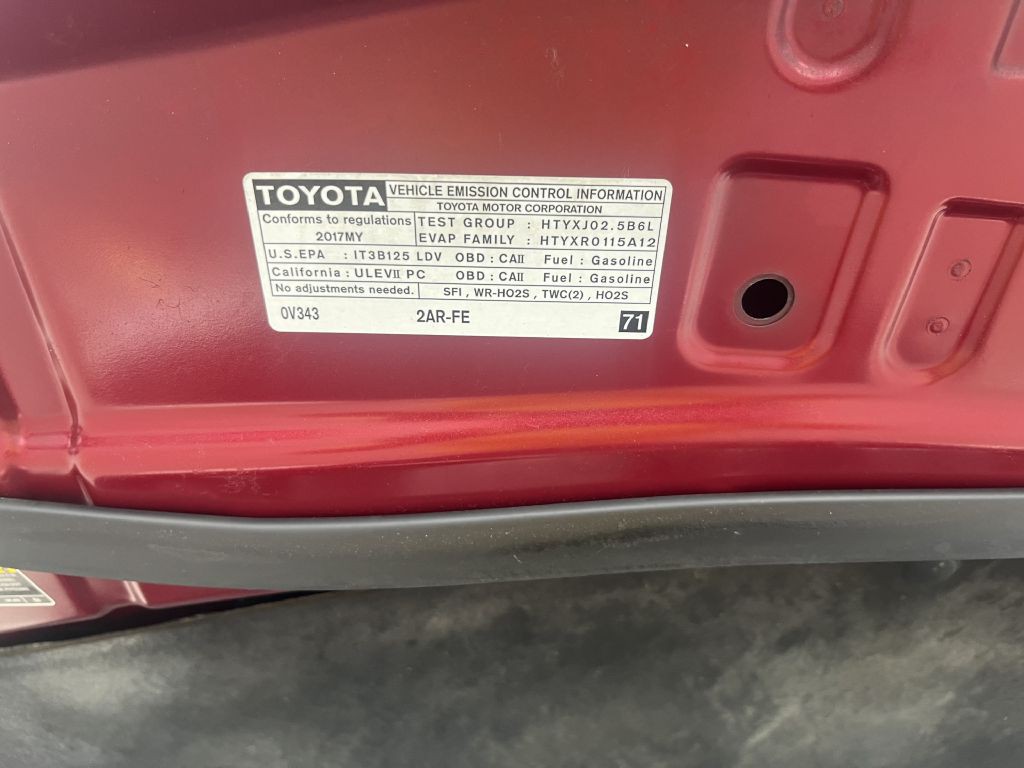 TOYOTA VEHICLE EMISSION CONTROL INFORMATION
TOYOTA MOTOR CORPORATION
Conforms to regulations TEST GROUP : HTYXJ02.5B6L
2017MY EVAP FAMILY : HTYXR0115A12
U.S.EPA : IT3B125 LDV OBD : CAII Fuel : Gasoline
California : ULEVII PC OBD : CAII Fuel : Gasoline
No adjustments needed. SFI , WR-HO2S , TWC(2) , HO2S
0V343 2AR-FE 71